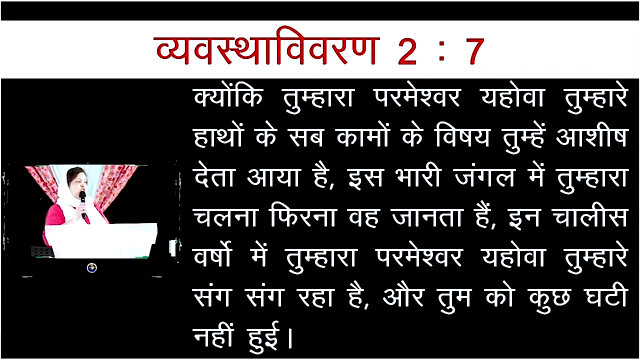 व्यवस्थाविवरण 2 : 7
क्योंकि तुम्हारा परमेश्वर यहोवा तुम्हारे
हाथों के सब कामों के विषय तुम्हें आशीष
देता आया है, इस भारी जंगल में तुम्हारा
चलना फिरना वह जानता हैं, इन चालीस
वर्षो में तुम्हारा परमेश्वर यहोवा तुम्हारे
संग संग रहा है, और तुम को कुछ घटी
नहीं हुई।